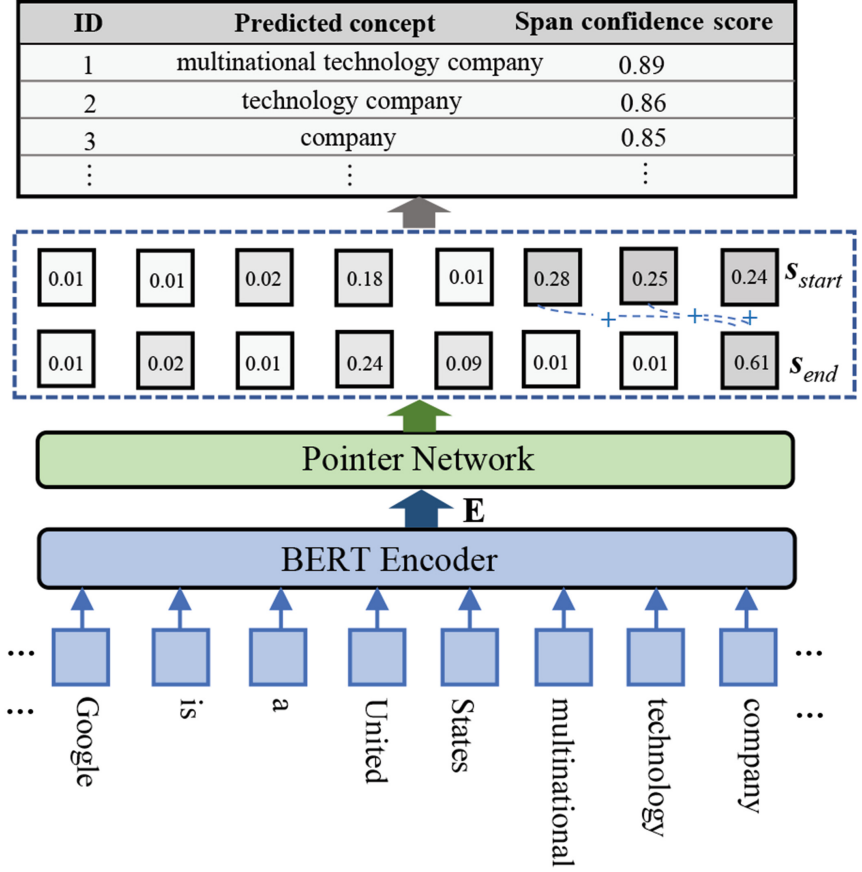 ID Predicted concept Span confidence score
1 multinational technology company 0.89
2 technology company 0.86
3 company 0.85
⋮ ⋮ ⋮
0.01 0.01 0.02 0.18 0.01 0.28 0.25 0.24 s_start
+ + +
0.01 0.02 0.01 0.24 0.09 0.01 0.01 0.61 s_end
Pointer Network
E
BERT Encoder
... ...
... Google is a United States multinational technology company ...